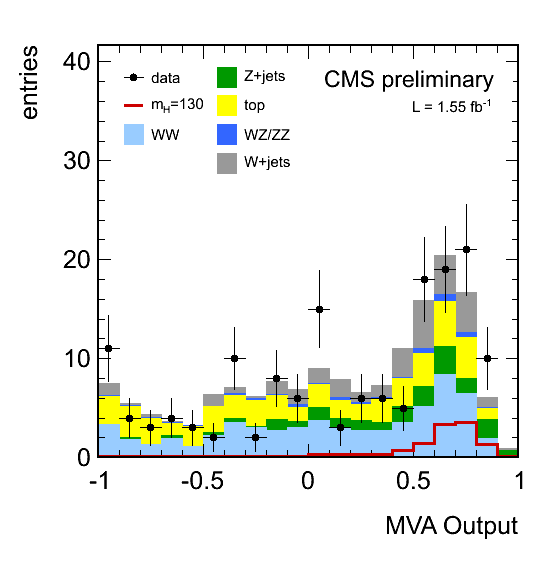 entries
40
30
20
10
0
data
m_H=130
WW
Z+jets
top
WZ/ZZ
W+jets
CMS preliminary
L = 1.55 fb⁻¹
-1
-0.5
0
0.5
1
MVA Output